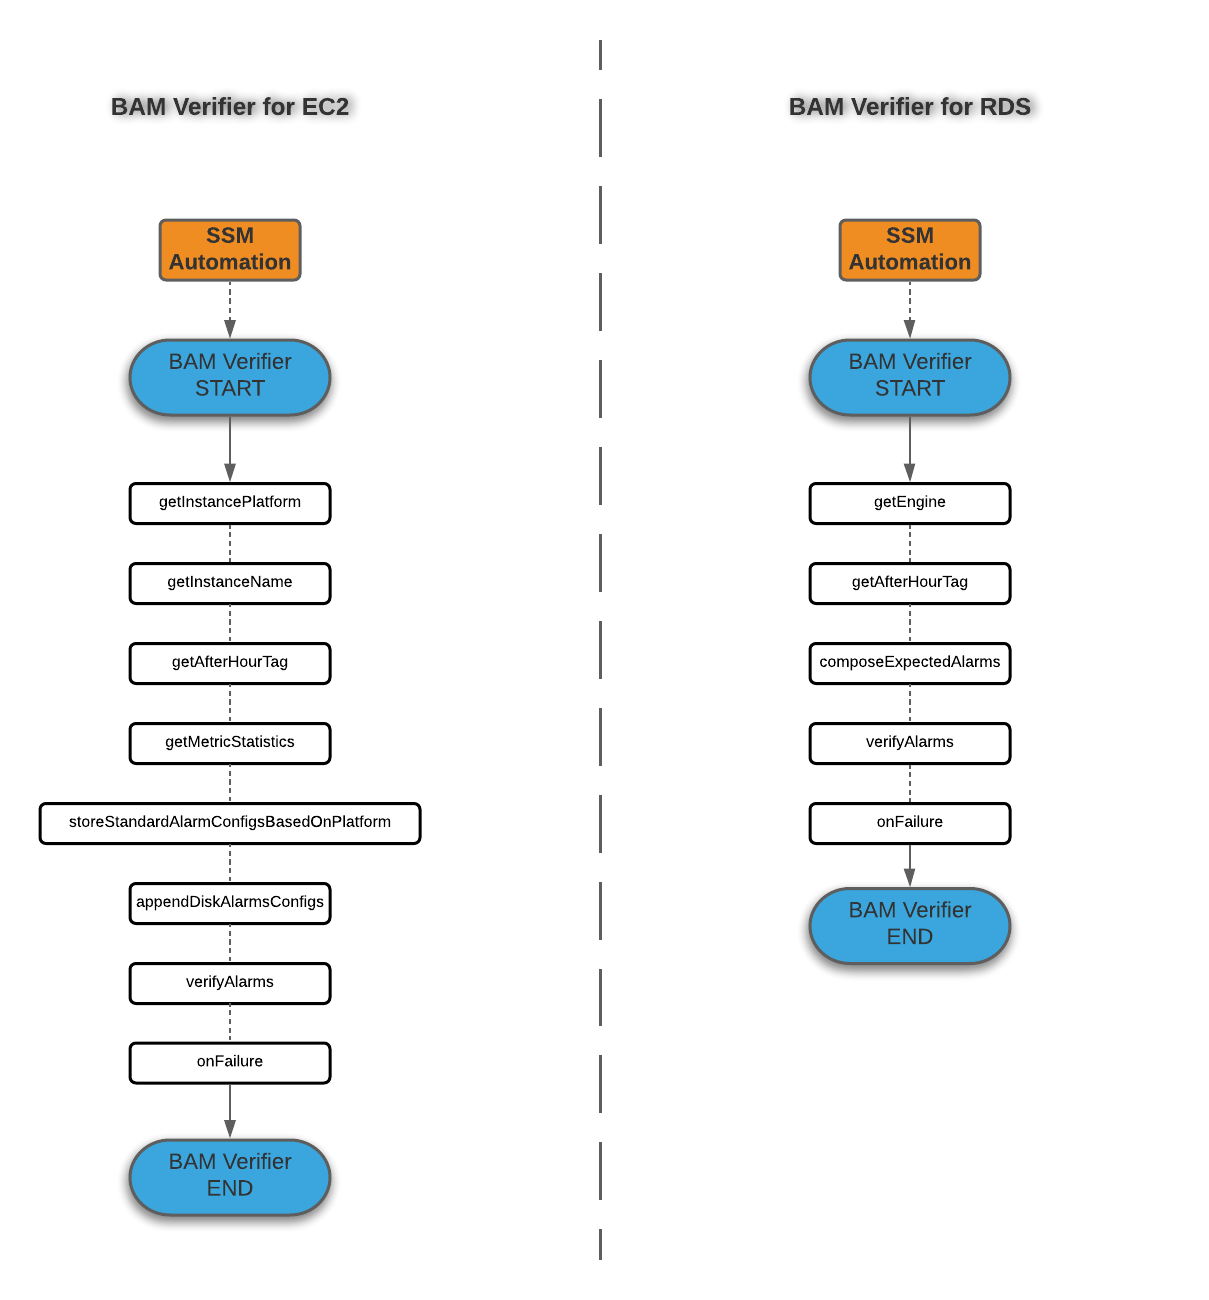 BAM Verifier for EC2
SSM
Automation
BAM Verifier
START
getInstancePlatform
getInstanceName
getAfterHourTag
getMetricStatistics
storeStandardAlarmConfigsBasedOnPlatform
appendDiskAlarmsConfigs
verifyAlarms
onFailure
BAM Verifier
END
BAM Verifier for RDS
SSM
Automation
BAM Verifier
START
getEngine
getAfterHourTag
composeExpectedAlarms
verifyAlarms
onFailure
BAM Verifier
END